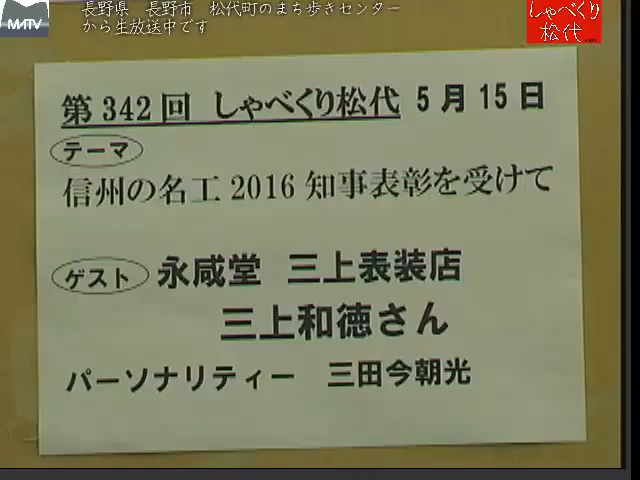 MATV
長野県 長野市 松代町のまち歩きセンター
から生放送中です
しゃべくり
松代
第342回 しゃべくり松代 5月15日
テーマ
信州の名工2016知事表彰を受けて
ゲスト 永咸堂 三上表装店
三上和徳さん
パーソナリティー 三田今朝光